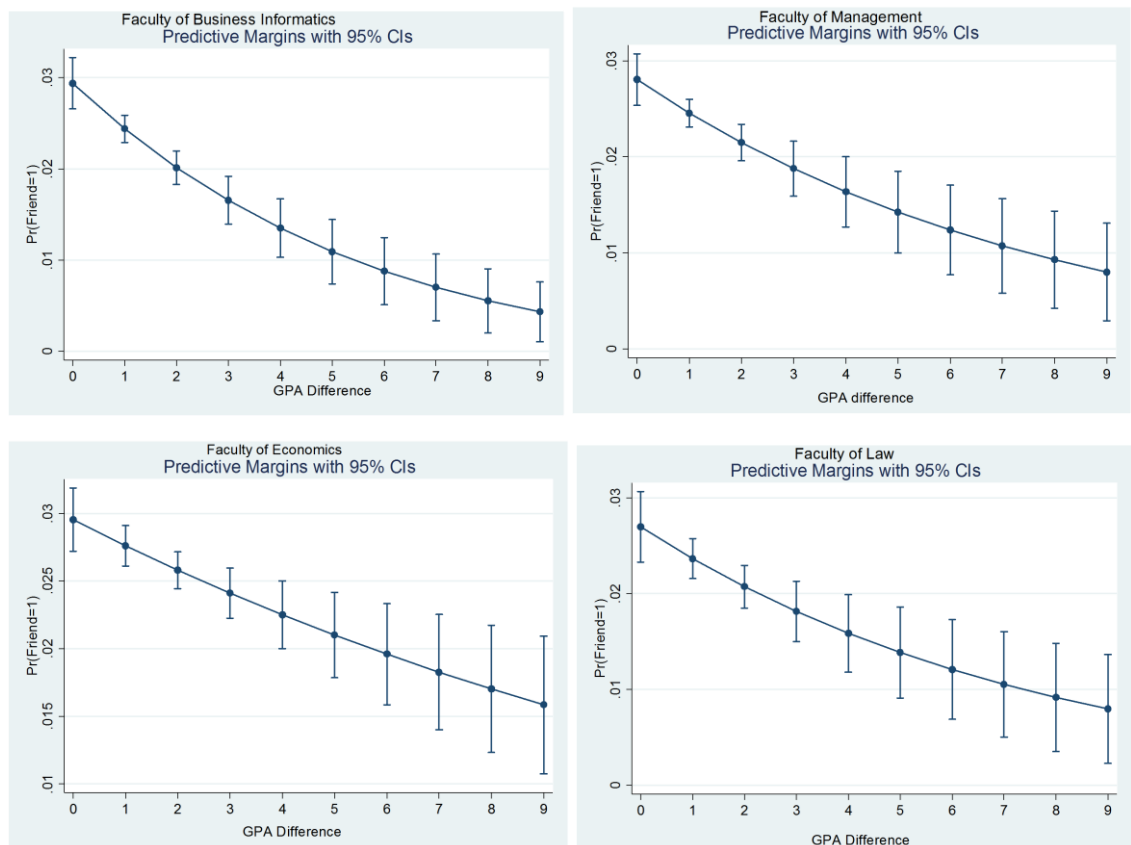 Faculty of Business Informatics
Predictive Margins with 95% CIs
.03
.02
.01
0
Pr(Friend=1)
0 1 2 3 4 5 6 7 8 9
GPA Difference
Faculty of Management
Predictive Margins with 95% CIs
.03
.02
.01
0
Pr(Friend=1)
0 1 2 3 4 5 6 7 8 9
GPA difference
Faculty of Economics
Predictive Margins with 95% CIs
.03
.025
.02
.015
.01
Pr(Friend=1)
0 1 2 3 4 5 6 7 8 9
GPA Difference
Faculty of Law
Predictive Margins with 95% CIs
.03
.02
.01
0
Pr(Friend=1)
0 1 2 3 4 5 6 7 8 9
GPA Difference